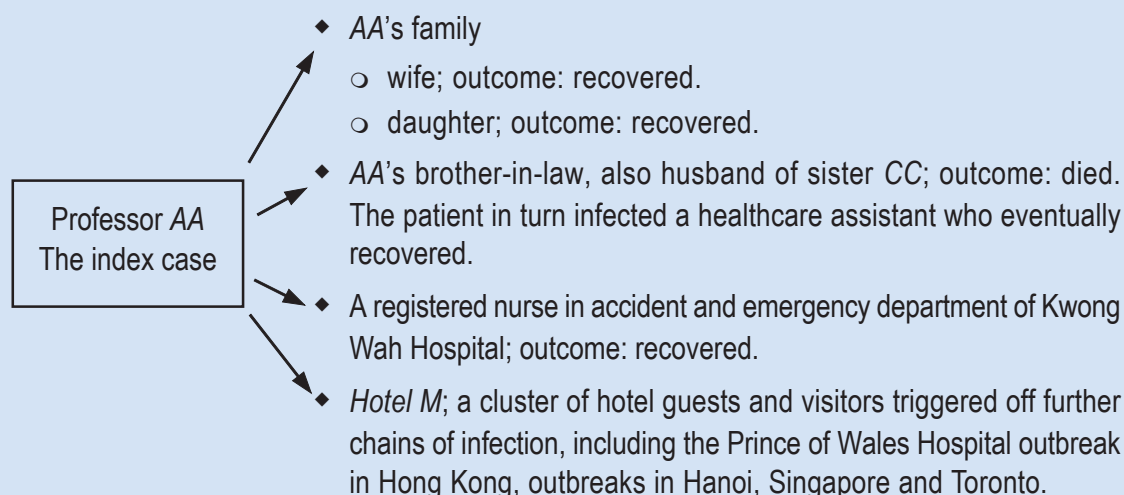 ◆ AA's family
❍ wife; outcome: recovered.
❍ daughter; outcome: recovered.
◆ AA's brother-in-law, also husband of sister CC; outcome: died.
The patient in turn infected a healthcare assistant who eventually
recovered.
Professor AA
The index case
◆ A registered nurse in accident and emergency department of Kwong
Wah Hospital; outcome: recovered.
◆ Hotel M; a cluster of hotel guests and visitors triggered off further
chains of infection, including the Prince of Wales Hospital outbreak
in Hong Kong, outbreaks in Hanoi, Singapore and Toronto.